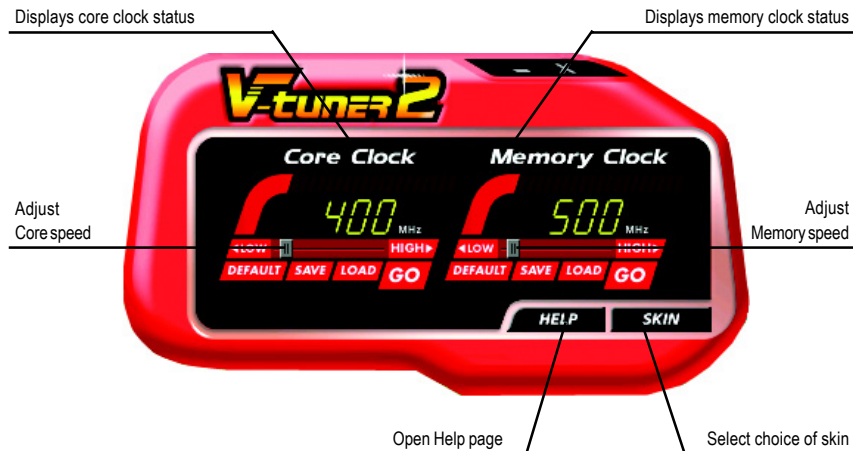 Displays core clock status
Displays memory clock status
V-tuner 2
Core Clock
Memory Clock
Adjust
Core speed
400 MHz
500 MHz
Adjust
Memory speed
◄LOW
HIGH►
◄LOW
HIGH►
DEFAULT SAVE LOAD GO
DEFAULT SAVE LOAD GO
HELP
SKIN
Open Help page
Select choice of skin